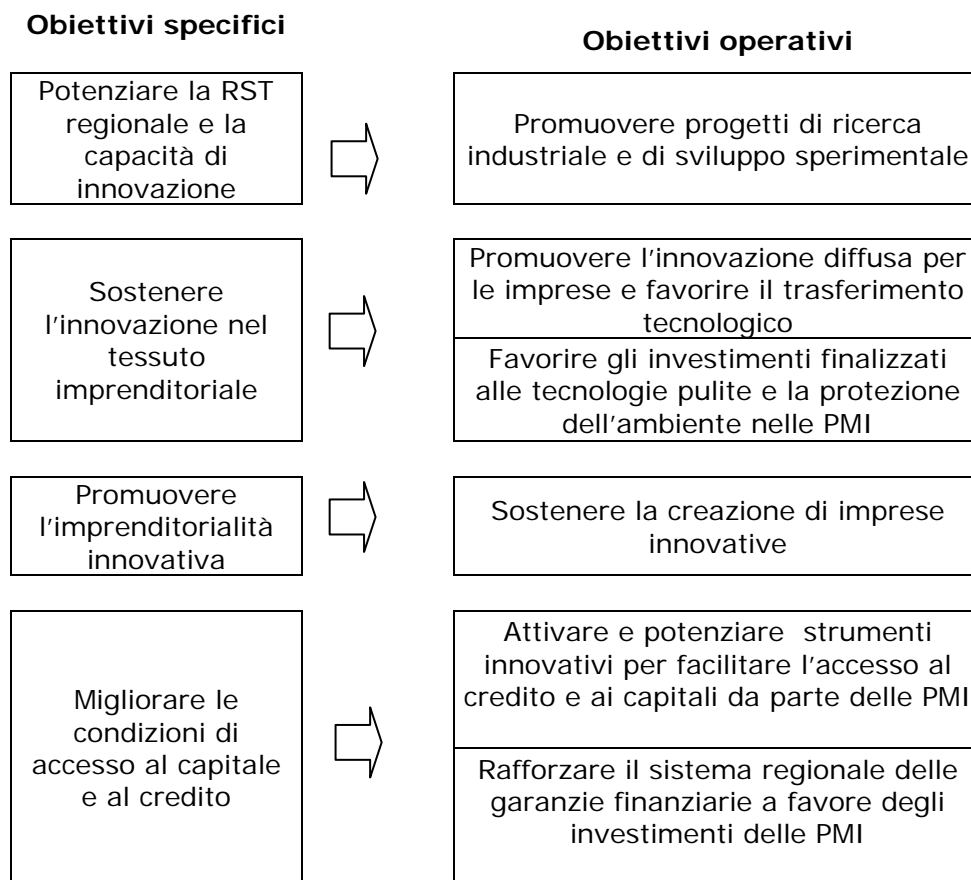 Obiettivi specifici
Obiettivi operativi
Potenziare la RST
regionale e la
capacità di
innovazione
Promuovere progetti di ricerca
industriale e di sviluppo sperimentale
Sostenere
l'innovazione nel
tessuto
imprenditoriale
Promuovere l'innovazione diffusa per
le imprese e favorire il trasferimento
tecnologico
Favorire gli investimenti finalizzati
alle tecnologie pulite e la protezione
dell'ambiente nelle PMI
Promuovere
l'imprenditorialità
innovativa
Sostenere la creazione di imprese
innovative
Migliorare le
condizioni di
accesso al capitale
e al credito
Attivare e potenziare  strumenti
innovativi per facilitare l'accesso al
credito e ai capitali da parte delle PMI
Rafforzare il sistema regionale delle
garanzie finanziarie a favore degli
investimenti delle PMI